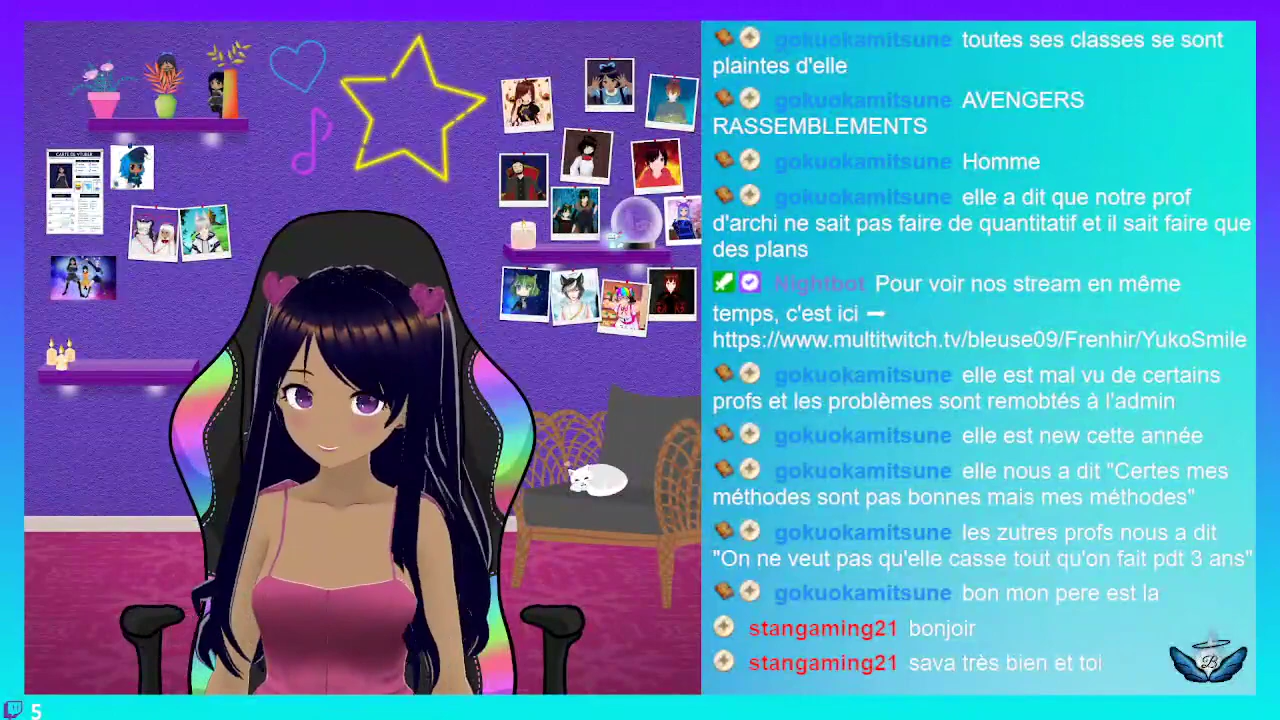 gokuokamitsune toutes ses classes se sont
plaintes d'elle
gokuokamitsune AVENGERS
RASSEMBLEMENTS
gokuokamitsune Homme
gokuokamitsune elle a dit que notre prof
d'archi ne sait pas faire de quantitatif et il sait faire que
des plans
Nightbot Pour voir nos stream en même
temps, c'est ici ➞
https://www.multitwitch.tv/bleuse09/Frenhir/YukoSmile
gokuokamitsune elle est mal vu de certains
profs et les problèmes sont remobtés à l'admin
gokuokamitsune elle est new cette année
gokuokamitsune elle nous a dit "Certes mes
méthodes sont pas bonnes mais mes méthodes"
gokuokamitsune les zutres profs nous a dit
"On ne veut pas qu'elle casse tout qu'on fait pdt 3 ans"
gokuokamitsune bon mon pere est la
stangaming21 bonjoir
stangaming21 sava très bien et toi
B
5